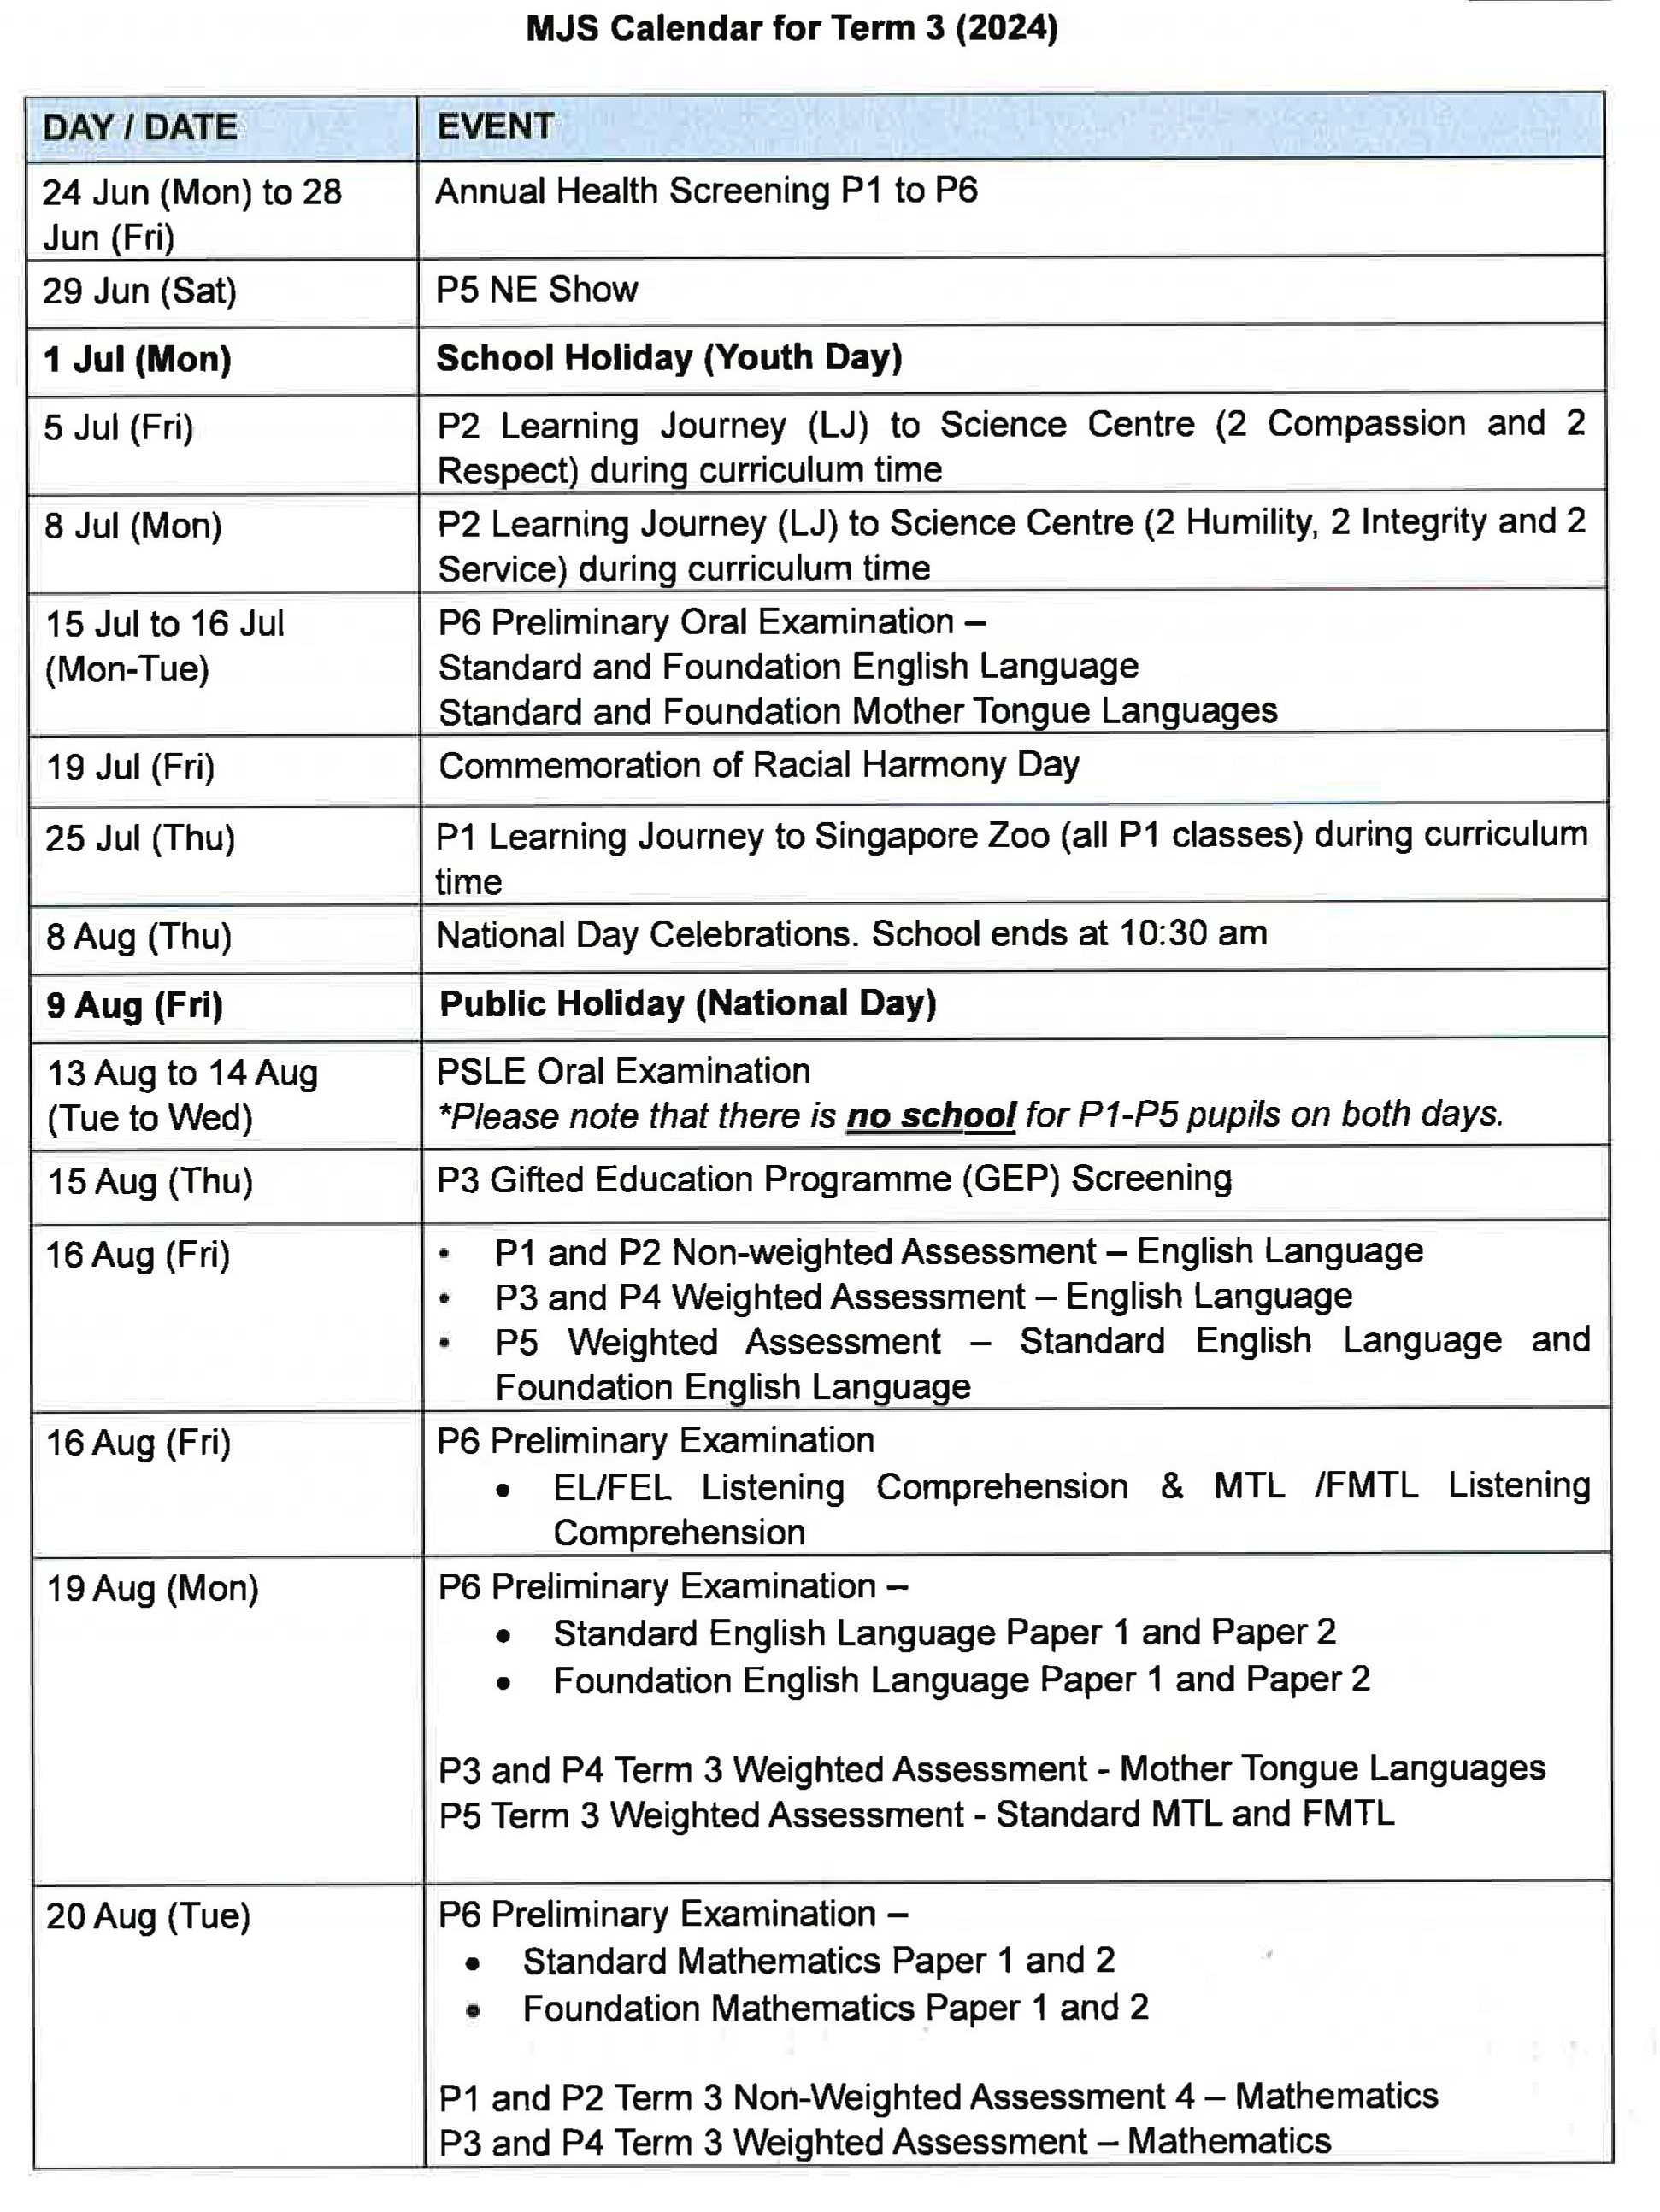 MJS Calendar for Term 3 (2024)
DAY / DATE
EVENT
24 Jun (Mon) to 28
Jun (Fri)
Annual Health Screening P1 to P6
29 Jun (Sat)
P5 NE Show
1 Jul (Mon)
School Holiday (Youth Day)
5 Jul (Fri)
P2 Learning Journey (LJ) to Science Centre (2 Compassion and 2
Respect) during curriculum time
8 Jul (Mon)
P2 Learning Journey (LJ) to Science Centre (2 Humility, 2 Integrity and 2
Service) during curriculum time
15 Jul to 16 Jul
(Mon-Tue)
P6 Preliminary Oral Examination –
Standard and Foundation English Language
Standard and Foundation Mother Tongue Languages
19 Jul (Fri)
Commemoration of Racial Harmony Day
25 Jul (Thu)
P1 Learning Journey to Singapore Zoo (all P1 classes) during curriculum
time
8 Aug (Thu)
National Day Celebrations. School ends at 10:30 am
9 Aug (Fri)
Public Holiday (National Day)
13 Aug to 14 Aug
(Tue to Wed)
PSLE Oral Examination
*Please note that there is no school for P1-P5 pupils on both days.
15 Aug (Thu)
P3 Gifted Education Programme (GEP) Screening
16 Aug (Fri)
• P1 and P2 Non-weighted Assessment – English Language
• P3 and P4 Weighted Assessment – English Language
• P5 Weighted Assessment – Standard English Language and
Foundation English Language
16 Aug (Fri)
P6 Preliminary Examination
• EL/FEL Listening Comprehension & MTL /FMTL Listening
Comprehension
19 Aug (Mon)
P6 Preliminary Examination –
• Standard English Language Paper 1 and Paper 2
• Foundation English Language Paper 1 and Paper 2
P3 and P4 Term 3 Weighted Assessment - Mother Tongue Languages
P5 Term 3 Weighted Assessment - Standard MTL and FMTL
20 Aug (Tue)
P6 Preliminary Examination –
• Standard Mathematics Paper 1 and 2
• Foundation Mathematics Paper 1 and 2
P1 and P2 Term 3 Non-Weighted Assessment 4 – Mathematics
P3 and P4 Term 3 Weighted Assessment – Mathematics